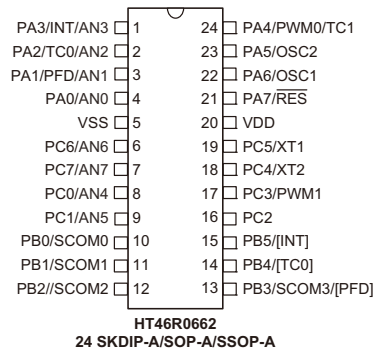 PA3/INT/AN3 1 24 PA4/PWM0/TC1
PA2/TC0/AN2 2 23 PA5/OSC2
PA1/PFD/AN1 3 22 PA6/OSC1
PA0/AN0 4 21 PA7/RES
VSS 5 20 VDD
PC6/AN6 6 19 PC5/XT1
PC7/AN7 7 18 PC4/XT2
PC0/AN4 8 17 PC3/PWM1
PC1/AN5 9 16 PC2
PB0/SCOM0 10 15 PB5/[INT]
PB1/SCOM1 11 14 PB4/[TC0]
PB2//SCOM2 12 13 PB3/SCOM3/[PFD]
HT46R0662
24 SKDIP-A/SOP-A/SSOP-A